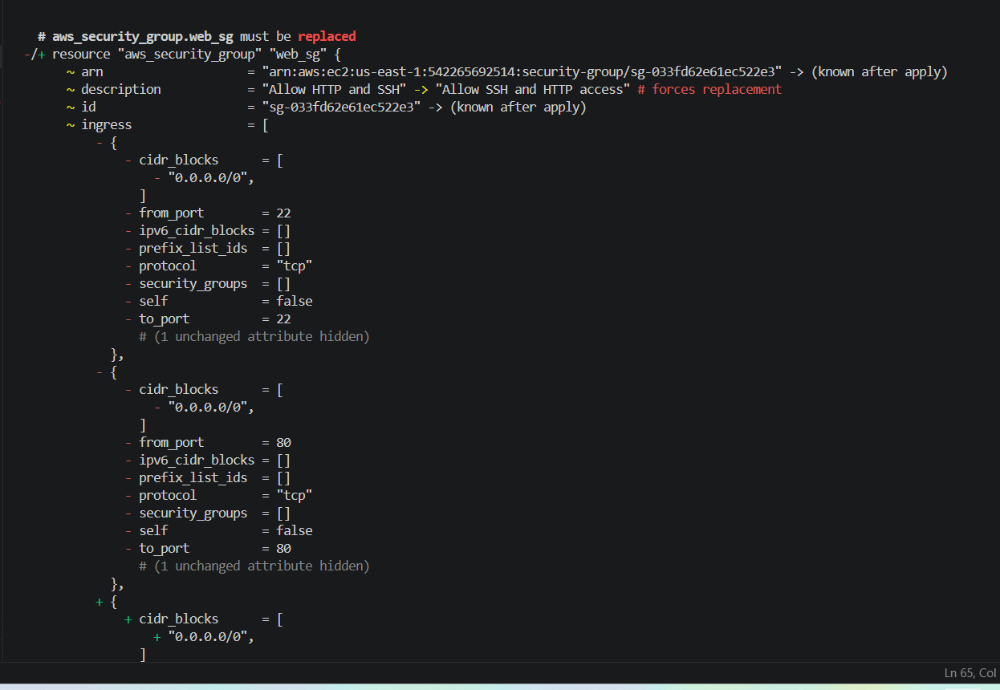 # aws_security_group.web_sg must be replaced
-/+ resource "aws_security_group" "web_sg" {
~ arn = "arn:aws:ec2:us-east-1:542265692514:security-group/sg-033fd62e61ec522e3" -> (known after apply)
~ description = "Allow HTTP and SSH" -> "Allow SSH and HTTP access" # forces replacement
~ id = "sg-033fd62e61ec522e3" -> (known after apply)
~ ingress = [
- {
- cidr_blocks = [
- "0.0.0.0/0",
]
- from_port = 22
- ipv6_cidr_blocks = []
- prefix_list_ids = []
- protocol = "tcp"
- security_groups = []
- self = false
- to_port = 22
# (1 unchanged attribute hidden)
},
- {
- cidr_blocks = [
- "0.0.0.0/0",
]
- from_port = 80
- ipv6_cidr_blocks = []
- prefix_list_ids = []
- protocol = "tcp"
- security_groups = []
- self = false
- to_port = 80
# (1 unchanged attribute hidden)
},
+ {
+ cidr_blocks = [
+ "0.0.0.0/0",
]
Ln 65, Col